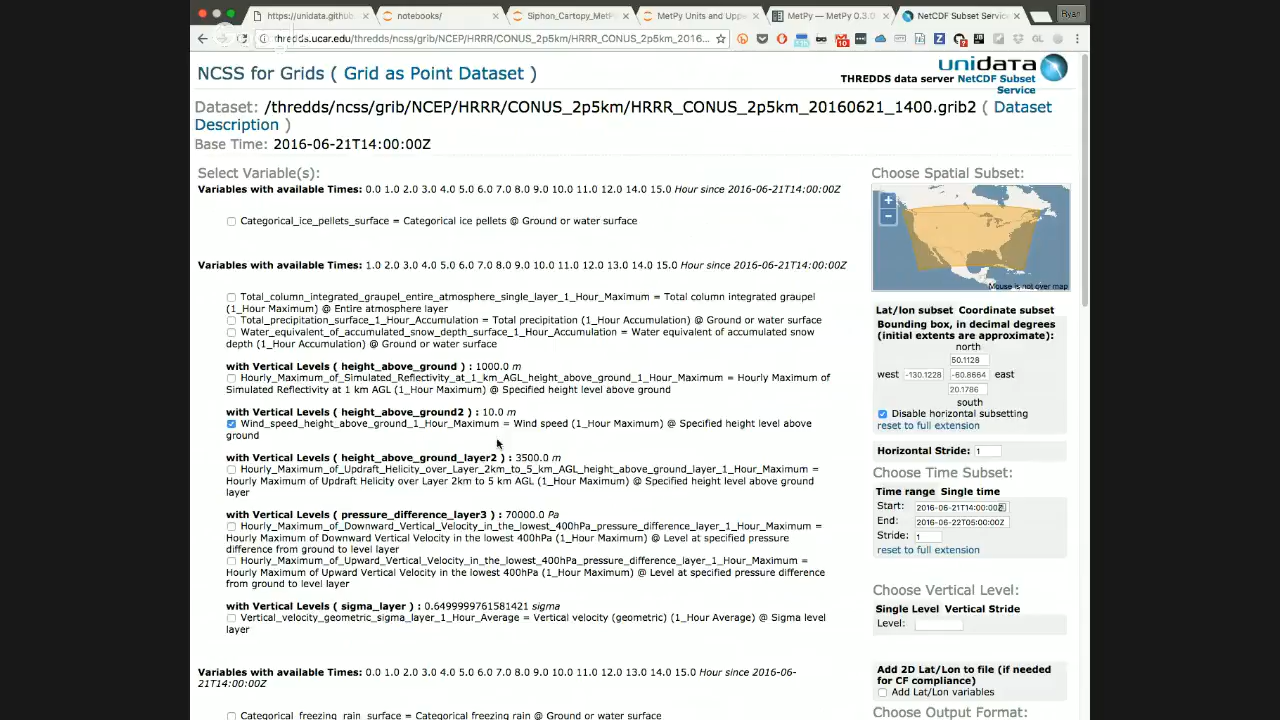 https://unidata.github
notebooks/
Siphon_Cartopy_MetP
MetPy Units and Uppe
MetPy — MetPy 0.3.0
NetCDF Subset Servic
Ryan
thredds.ucar.edu/thredds/ncss/grib/NCEP/HRRR/CONUS_2p5km/HRRR_CONUS_2p5km_2016...
NCSS for Grids ( Grid as Point Dataset )
unidata
THREDDS data server NetCDF Subset
Service
Dataset: /thredds/ncss/grib/NCEP/HRRR/CONUS_2p5km/HRRR_CONUS_2p5km_20160621_1400.grib2 ( Dataset
Description )
Base Time: 2016-06-21T14:00:00Z
Select Variable(s):
Variables with available Times: 0.0 1.0 2.0 3.0 4.0 5.0 6.0 7.0 8.0 9.0 10.0 11.0 12.0 14.0 15.0 Hour since 2016-06-21T14:00:00Z
Categorical_ice_pellets_surface = Categorical ice pellets @ Ground or water surface
Variables with available Times: 1.0 2.0 3.0 4.0 5.0 6.0 7.0 8.0 9.0 10.0 11.0 12.0 13.0 14.0 15.0 Hour since 2016-06-21T14:00:00Z
Total_column_integrated_graupel_entire_atmosphere_single_layer_1_Hour_Maximum = Total column integrated graupel
(1_Hour Maximum) @ Entire atmosphere layer
Total_precipitation_surface_1_Hour_Accumulation = Total precipitation (1_Hour Accumulation) @ Ground or water surface
Water_equivalent_of_accumulated_snow_depth_surface_1_Hour_Accumulation = Water equivalent of accumulated snow
depth (1_Hour Accumulation) @ Ground or water surface
with Vertical Levels ( height_above_ground ) : 1000.0 m
Hourly_Maximum_of_Simulated_Reflectivity_at_1_km_AGL_height_above_ground_1_Hour_Maximum = Hourly Maximum of
Simulated Reflectivity at 1 km AGL (1_Hour Maximum) @ Specified height level above ground
with Vertical Levels ( height_above_ground2 ) : 10.0 m
Wind_speed_height_above_ground_1_Hour_Maximum = Wind speed (1_Hour Maximum) @ Specified height level above
ground
with Vertical Levels ( height_above_ground_layer2 ) : 3500.0 m
Hourly_Maximum_of_Updraft_Helicity_over_Layer_2km_to_5_km_AGL_height_above_ground_layer_1_Hour_Maximum =
Hourly Maximum of Updraft Helicity over Layer 2km to 5 km AGL (1_Hour Maximum) @ Specified height level above ground
layer
with Vertical Levels ( pressure_difference_layer3 ) : 70000.0 Pa
Hourly_Maximum_of_Downward_Vertical_Velocity_in_the_lowest_400hPa_pressure_difference_layer_1_Hour_Maximum =
Hourly Maximum of Downward Vertical Velocity in the lowest 400hPa (1_Hour Maximum) @ Level at specified pressure
difference from ground to level layer
Hourly_Maximum_of_Upward_Vertical_Velocity_in_the_lowest_400hPa_pressure_difference_layer_1_Hour_Maximum =
Hourly Maximum of Upward Vertical Velocity in the lowest 400hPa (1_Hour Maximum) @ Level at specified pressure difference
from ground to level layer
with Vertical Levels ( sigma_layer ) : 0.6499999761581421 sigma
Vertical_velocity_geometric_sigma_layer_1_Hour_Average = Vertical velocity (geometric) (1_Hour Average) @ Sigma level
layer
Variables with available Times: 0.0 1.0 2.0 3.0 4.0 5.0 6.0 7.0 8.0 9.0 10.0 11.0 12.0 13.0 14.0 15.0 Hour since 2016-06-
21T14:00:00Z
Categorical_freezing_rain_surface = Categorical freezing rain @ Ground or water surface
Choose Spatial Subset:
+
−
Mouse is not over map
Lat/lon subset Coordinate subset
Bounding box, in decimal degrees
(initial extents are approximate):
north
50.1128
west -130.1228 -60.8664 east
20.1786
south
Disable horizontal subsetting
reset to full extension
Horizontal Stride: 1
Choose Time Subset:
Time range Single time
Start: 2016-06-21T14:00:00Z
End: 2016-06-22T05:00:00Z
Stride: 1
reset to full extension
Choose Vertical Level:
Single Level Vertical Stride
Level:
Add 2D Lat/Lon to file (if needed
for CF compliance)
Add Lat/Lon variables
Choose Output Format: